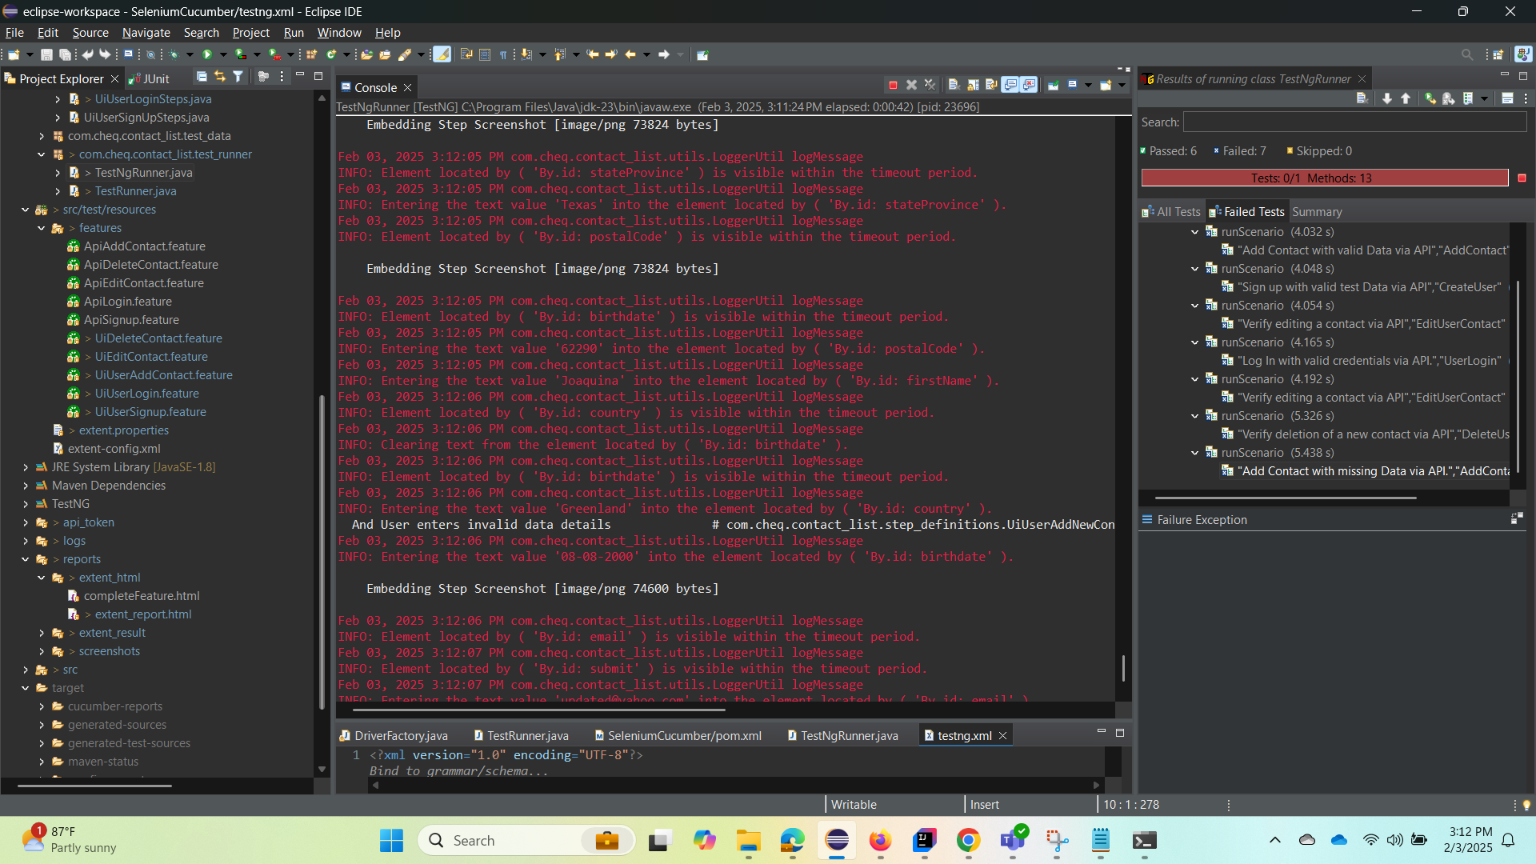 eclipse-workspace - SeleniumCucumber/testng.xml - Eclipse IDE
File Edit Source Navigate Search Project Run Window Help
Project Explorer
JUnit
> UiUserLoginSteps.java
UiUserSignUpSteps.java
com.cheq.contact_list.test_data
> com.cheq.contact_list.test_runner
> TestNgRunner.java
> TestRunner.java
> src/test/resources
> features
ApiAddContact.feature
ApiDeleteContact.feature
ApiEditContact.feature
ApiLogin.feature
ApiSignup.feature
> UiDeleteContact.feature
> UiEditContact.feature
> UiUserAddContact.feature
> UiUserLogin.feature
> UiUserSignup.feature
> extent.properties
extent-config.xml
JRE System Library [JavaSE-1.8]
Maven Dependencies
TestNG
> api_token
> logs
> reports
> extent_html
completeFeature.html
> extent_report.html
> extent_result
> screenshots
> src
target
cucumber-reports
generated-sources
generated-test-sources
maven-status
Console
TestNgRunner [TestNG] C:\Program Files\Java\jdk-23\bin\javaw.exe (Feb 3, 2025, 3:11:24 PM elapsed: 0:00:42) [pid: 23696]
Embedding Step Screenshot [image/png 73824 bytes]
Feb 03, 2025 3:12:05 PM com.cheq.contact_list.utils.LoggerUtil logMessage
INFO: Element located by ( 'By.id: stateProvince' ) is visible within the timeout period.
Feb 03, 2025 3:12:05 PM com.cheq.contact_list.utils.LoggerUtil logMessage
INFO: Entering the text value 'Texas' into the element located by ( 'By.id: stateProvince' ).
Feb 03, 2025 3:12:05 PM com.cheq.contact_list.utils.LoggerUtil logMessage
INFO: Element located by ( 'By.id: postalCode' ) is visible within the timeout period.
Embedding Step Screenshot [image/png 73824 bytes]
Feb 03, 2025 3:12:05 PM com.cheq.contact_list.utils.LoggerUtil logMessage
INFO: Element located by ( 'By.id: birthdate' ) is visible within the timeout period.
Feb 03, 2025 3:12:05 PM com.cheq.contact_list.utils.LoggerUtil logMessage
INFO: Entering the text value '62290' into the element located by ( 'By.id: postalCode' ).
Feb 03, 2025 3:12:05 PM com.cheq.contact_list.utils.LoggerUtil logMessage
INFO: Entering the text value 'Joaquina' into the element located by ( 'By.id: firstName' ).
Feb 03, 2025 3:12:06 PM com.cheq.contact_list.utils.LoggerUtil logMessage
INFO: Element located by ( 'By.id: country' ) is visible within the timeout period.
Feb 03, 2025 3:12:06 PM com.cheq.contact_list.utils.LoggerUtil logMessage
INFO: Clearing text from the element located by ( 'By.id: birthdate' ).
Feb 03, 2025 3:12:06 PM com.cheq.contact_list.utils.LoggerUtil logMessage
INFO: Element located by ( 'By.id: birthdate' ) is visible within the timeout period.
Feb 03, 2025 3:12:06 PM com.cheq.contact_list.utils.LoggerUtil logMessage
INFO: Entering the text value 'Greenland' into the element located by ( 'By.id: country' ).
And User enters invalid data details # com.cheq.contact_list.step_definitions.UiUserAddNewCon
Feb 03, 2025 3:12:06 PM com.cheq.contact_list.utils.LoggerUtil logMessage
INFO: Entering the text value '08-08-2000' into the element located by ( 'By.id: birthdate' ).
Embedding Step Screenshot [image/png 74600 bytes]
Feb 03, 2025 3:12:06 PM com.cheq.contact_list.utils.LoggerUtil logMessage
INFO: Element located by ( 'By.id: email' ) is visible within the timeout period.
Feb 03, 2025 3:12:07 PM com.cheq.contact_list.utils.LoggerUtil logMessage
INFO: Element located by ( 'By.id: submit' ) is visible within the timeout period.
Feb 03, 2025 3:12:07 PM com.cheq.contact_list.utils.LoggerUtil logMessage
INFO: Entering the text value 'updated@yahoo.com' into the element located by ( 'By.id: email' )
DriverFactory.java TestRunner.java SeleniumCucumber/pom.xml TestNgRunner.java testng.xml
1 <?xml version="1.0" encoding="UTF-8"?>
Bind to grammar/schema...
Results of running class TestNgRunner
Search:
Passed: 6 Failed: 7 Skipped: 0
Tests: 0/1 Methods: 13
All Tests Failed Tests Summary
runScenario (4.032 s)
"Add Contact with valid Data via API","AddContact"
runScenario (4.048 s)
"Sign up with valid test Data via API","CreateUser"
runScenario (4.054 s)
"Verify editing a contact via API","EditUserContact"
runScenario (4.165 s)
"Log In with valid credentials via API.","UserLogin"
runScenario (4.192 s)
"Verify editing a contact via API","EditUserContact"
runScenario (5.326 s)
"Verify deletion of a new contact via API","DeleteUs
runScenario (5.438 s)
"Add Contact with missing Data via API.","AddConta
Failure Exception
Writable Insert 10 : 1 : 278
1
87°F
Partly sunny
Search
3:12 PM
2/3/2025